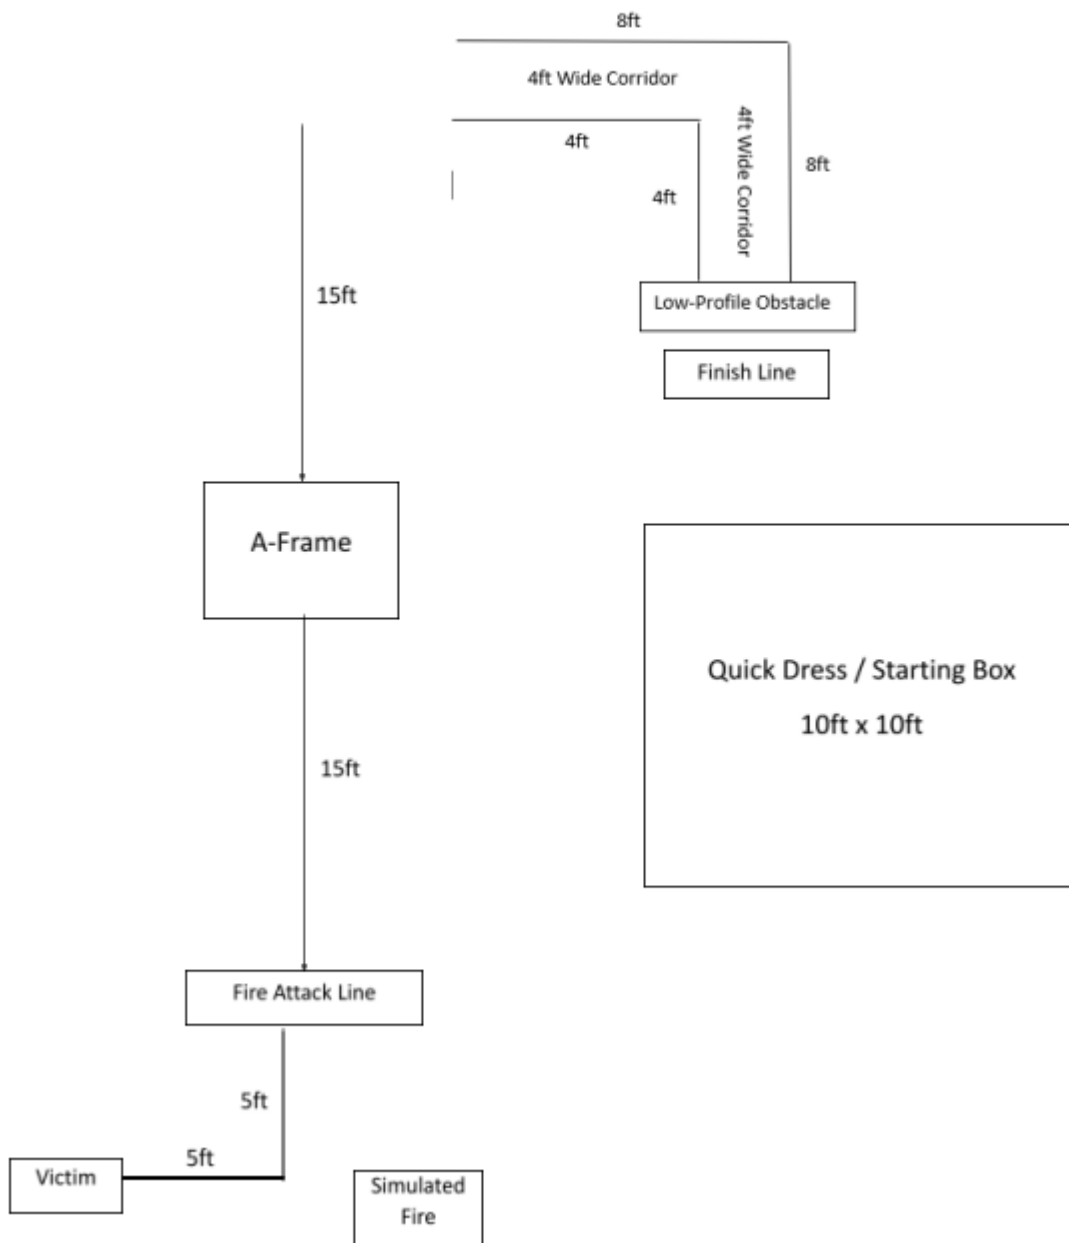 8ft
4ft Wide Corridor
4ft
4ft Wide Corridor
8ft
4ft
15ft
Low-Profile Obstacle
Finish Line
A-Frame
Quick Dress / Starting Box
10ft x 10ft
15ft
Fire Attack Line
5ft
5ft
Victim
Simulated
Fire